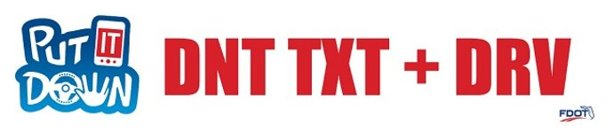 PUT IT
DOWN
DNT TXT + DRV
FDOT